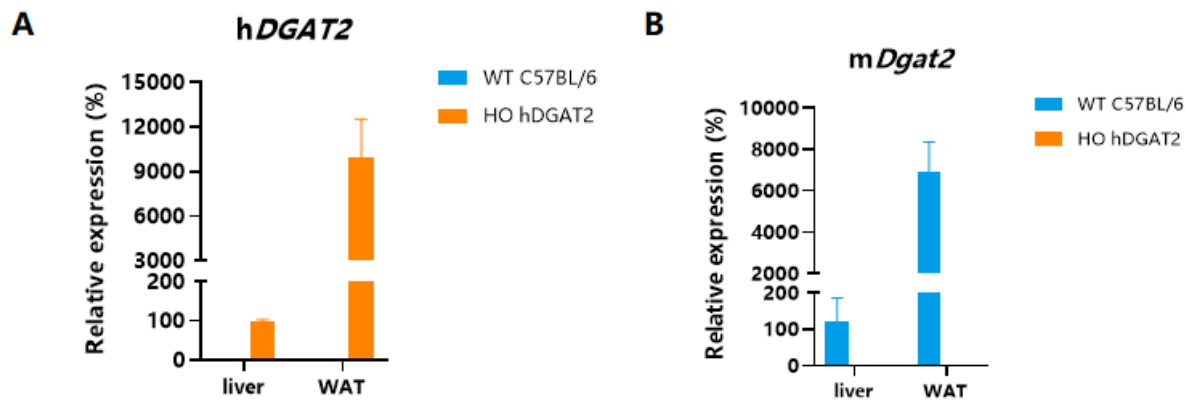 A
hDGAT2
Relative expression (%)
15000
12000
9000
6000
3000
200
100
0
liver
WAT
WT C57BL/6
HO hDGAT2
B
mDgat2
Relative expression (%)
10000
8000
6000
4000
2000
200
100
0
liver
WAT
WT C57BL/6
HO hDGAT2